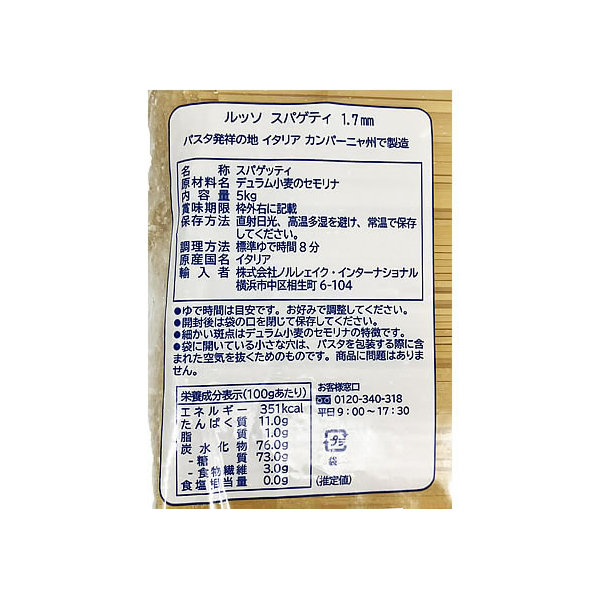 ルッソ スパゲティ 1.7mm
パスタ発祥の地 イタリア カンパーニャ州で製造
名称 スパゲッティ
原材料名 デュラム小麦のセモリナ
内容量 5kg
賞味期限 枠外右に記載
保存方法 直射日光、高温多湿を避け、常温で保存
してください。
調理方法 標準ゆで時間8分
原産国名 イタリア
輸入者 株式会社ノルレェイク・インターナショナル
横浜市中区相生町6-104
●ゆで時間は目安です。お好みで調整してください。
●開封後は袋の口を閉じて保存してください。
●細かい斑点はデュラム小麦のセモリナの特徴です。
●袋に開いている小さな穴は、パスタを包装する際に含
まれた空気を抜くためのものです。商品に問題はありま
せん。
栄養成分表示(100gあたり)
エネルギー 351kcal
たんぱく質 11.0g
脂質 1.0g
炭水化物 76.0g
-糖質 73.0g
-食物繊維 3.0g
食塩相当量 0.0g
お客様窓口
0120-340-318
平日9:00～17:30
プラ
袋
(推定値)